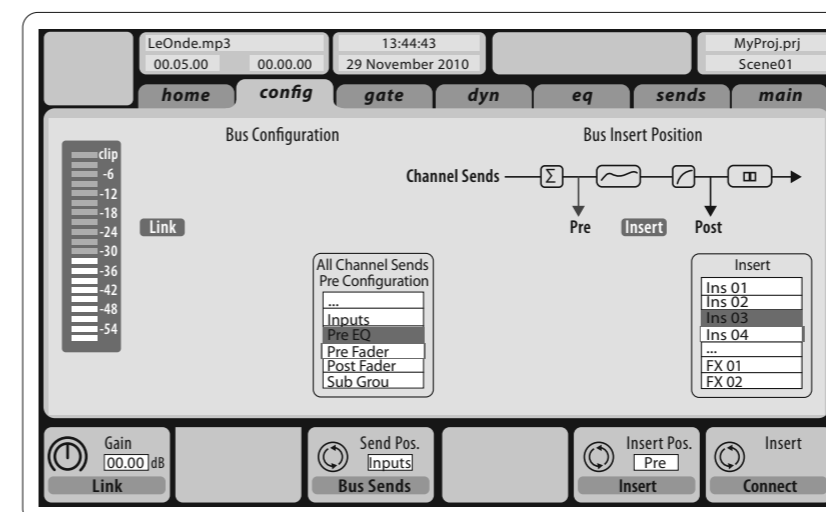 LeOnde.mp3
00.05.00 00.00.00
13:44:43
29 November 2010
MyProj.prj
Scene01
home config gate dyn eq sends main
Bus Configuration
Bus Insert Position
clip
-6
-12
-18
-24
-30
-36
-42
-48
-54
Link
Channel Sends
Σ
Pre Insert Post
All Channel Sends
Pre Configuration
...
Inputs
Pre EQ
Pre Fader
Post Fader
Sub Grou
Insert
Ins 01
Ins 02
Ins 03
Ins 04
...
FX 01
FX 02
Gain
00.00 dB
Link
Send Pos.
Inputs
Bus Sends
Insert Pos.
Pre
Insert
Insert
Connect